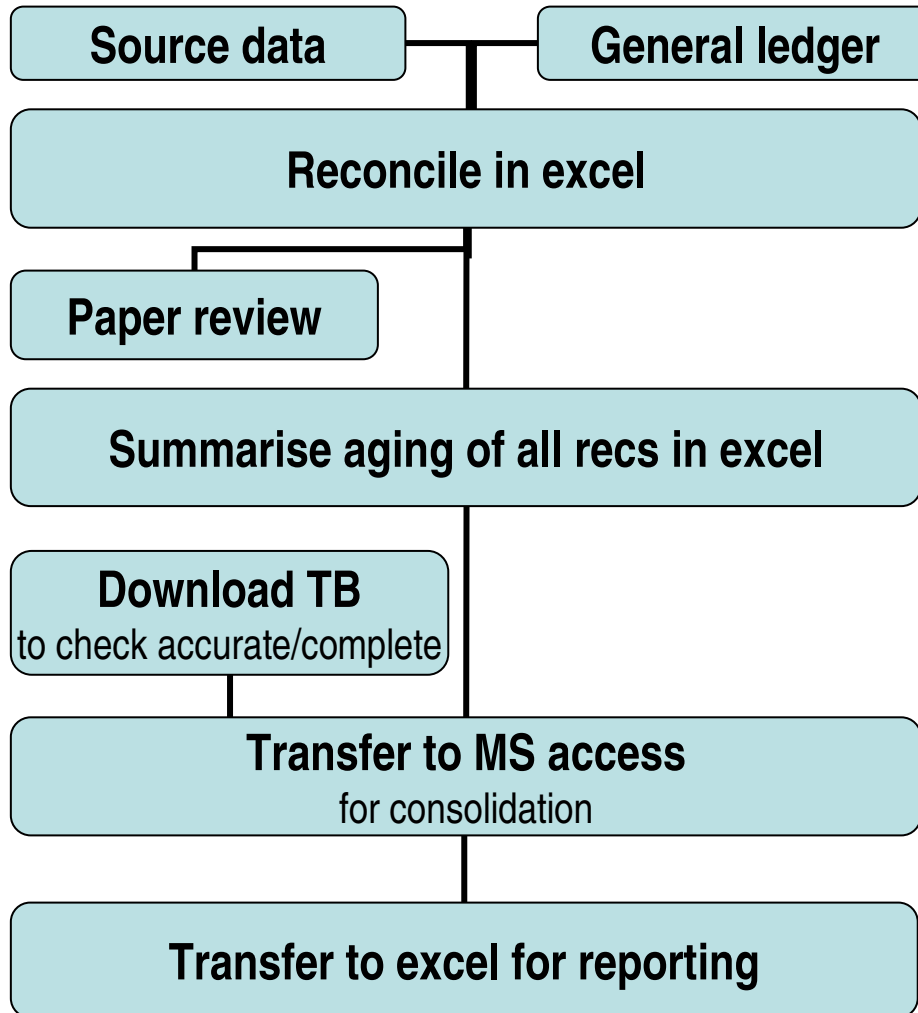 Source data
General ledger
Reconcile in excel
Paper review
Summarise aging of all recs in excel
Download TB
to check accurate/complete
Transfer to MS access
for consolidation
Transfer to excel for reporting